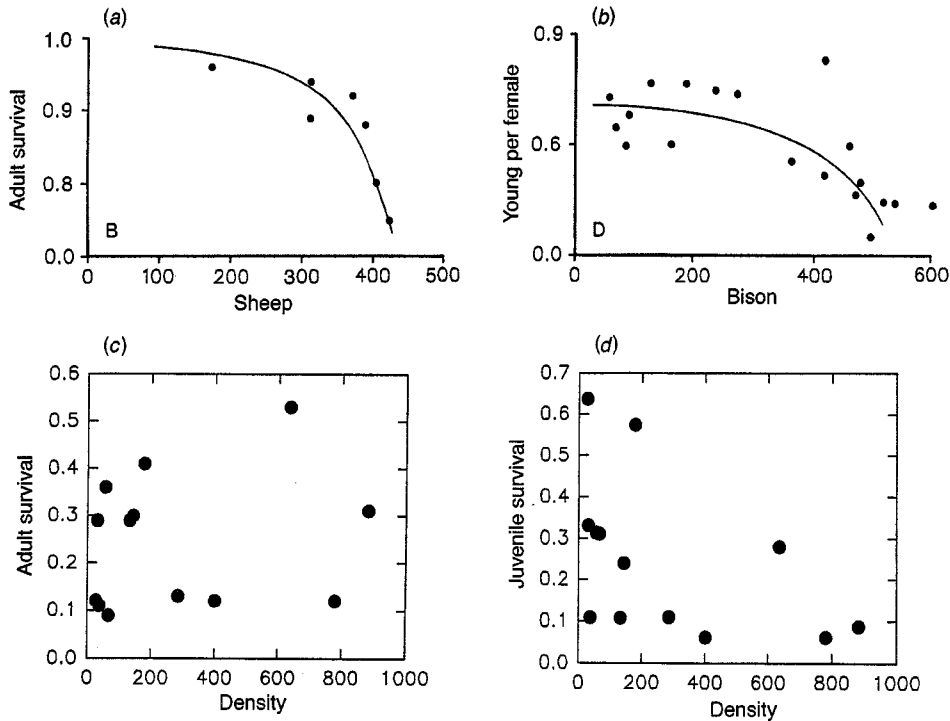 (a)
1.0
0.9
0.8
0.0
Adult survival
B
0 100 200 300 400 500
Sheep
(b)
0.9
0.6
0.0
Young per female
D
0 200 400 600
Bison
(c)
0.6
0.5
0.4
0.3
0.2
0.1
0.0
Adult survival
0 200 400 600 800 1000
Density
(d)
0.7
0.6
0.5
0.4
0.3
0.2
0.1
0.0
Juvenile survival
0 200 400 600 800 1000
Density